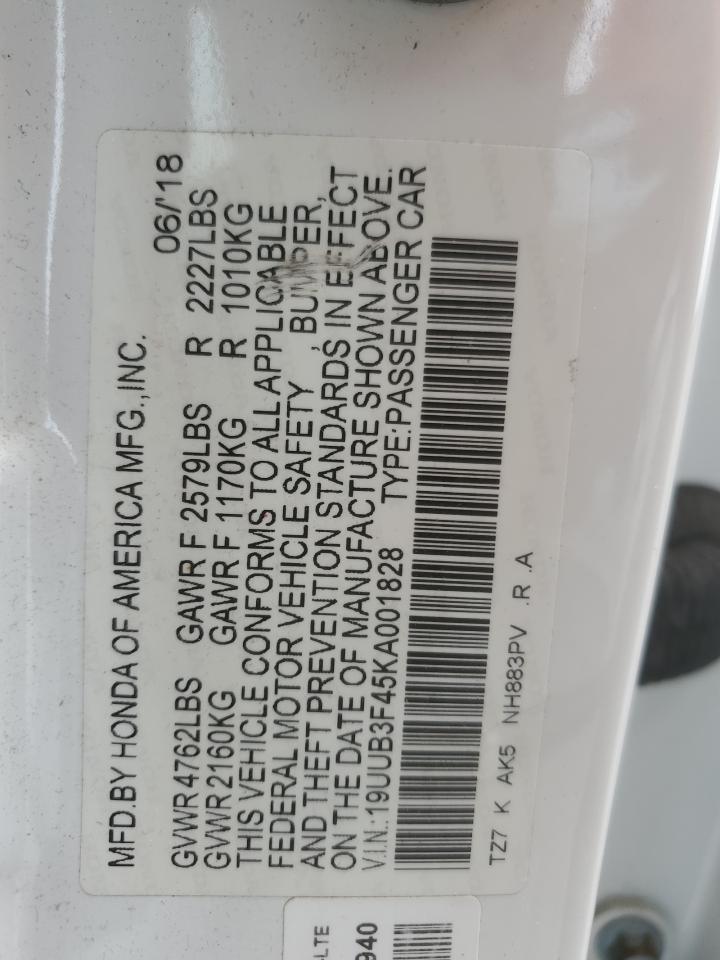 MFD.BY HONDA OF AMERICA MFG.,INC. 06/'18
GVWR 4762LBS GAWR F 2579LBS R 2227LBS
GVWR 2160KG GAWR F 1170KG R 1010KG
THIS VEHICLE CONFORMS TO ALL APPLICABLE
FEDERAL MOTOR VEHICLE SAFETY , BUMPER,
AND THEFT PREVENTION STANDARDS IN EFFECT
ON THE DATE OF MANUFACTURE SHOWN ABOVE.
V.I.N.:19UUB3F45KA001828 TYPE:PASSENGER CAR
TZ7 K AK5 NH883PV .R .A
-LTE
940